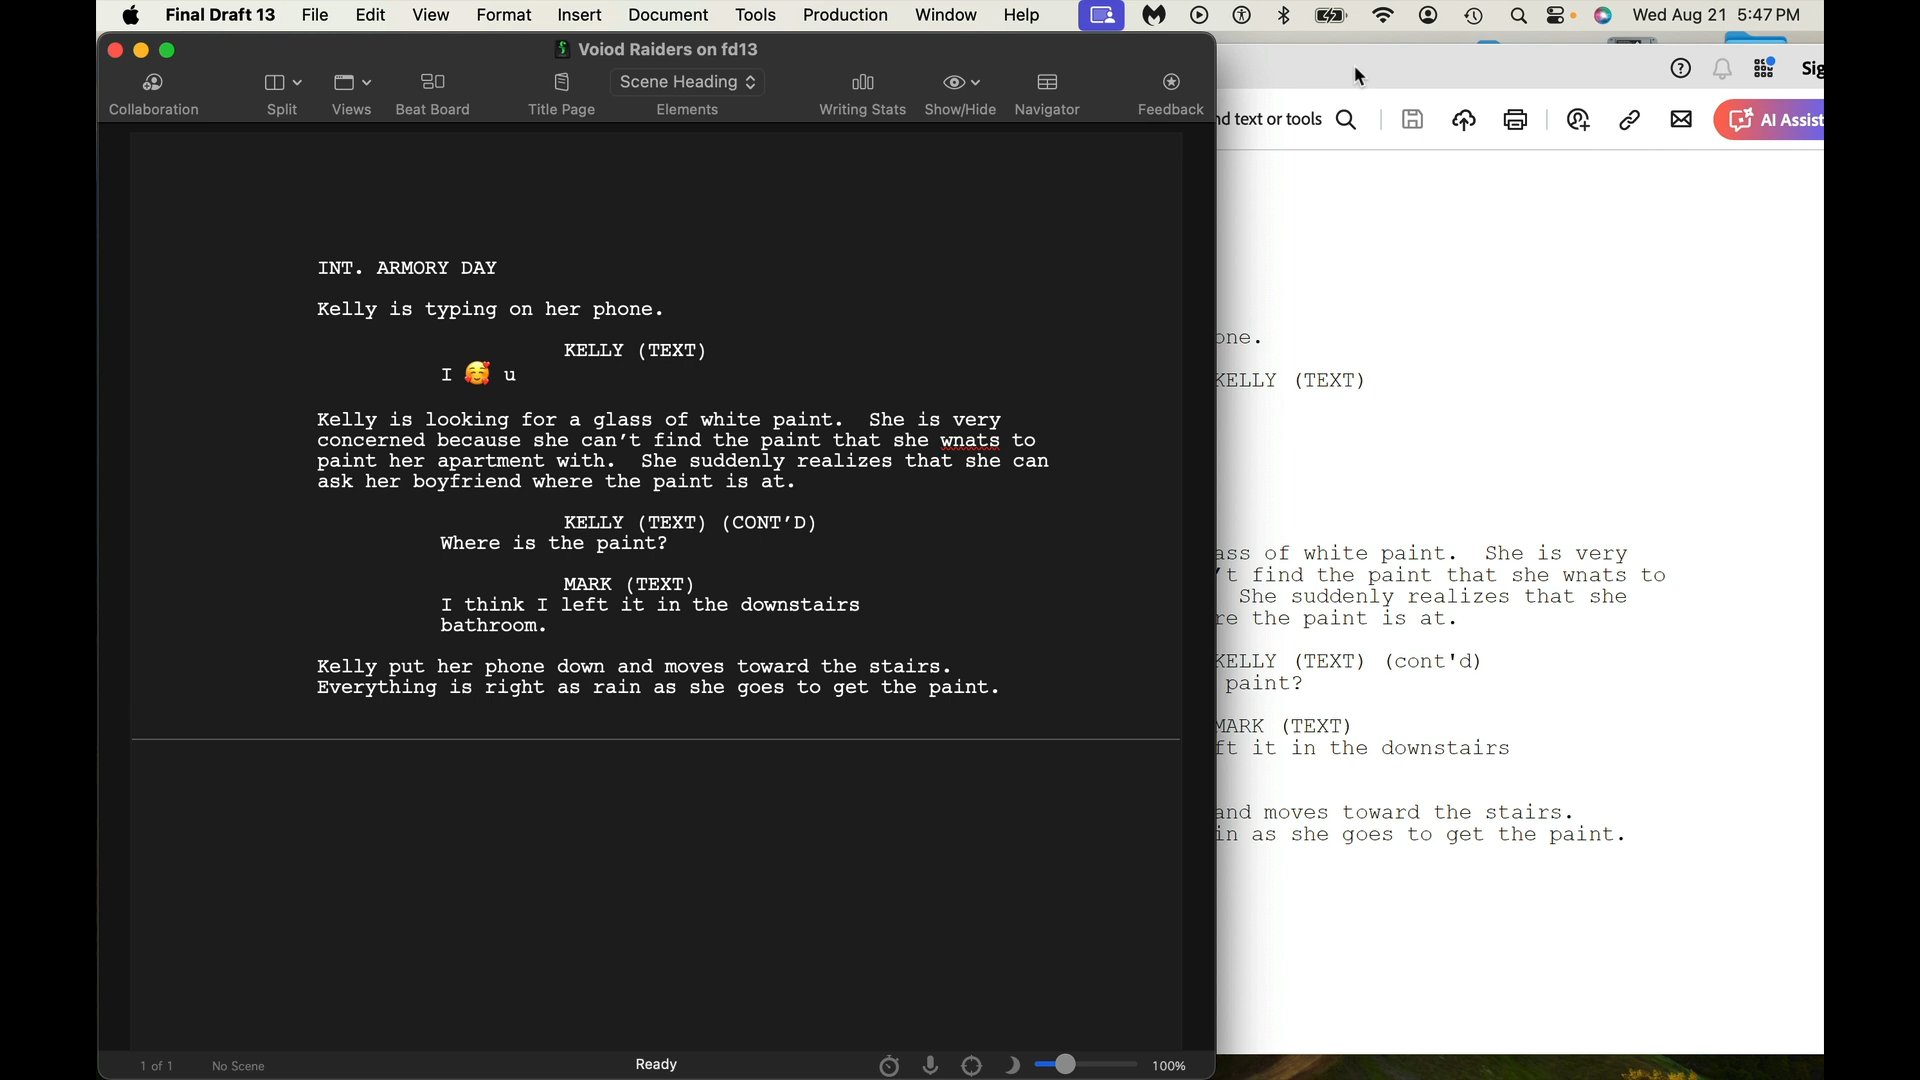 Final Draft 13 File Edit View Format Insert Document Tools Production Window Help Wed Aug 21 5:47 PM
Voiod Raiders on fd13
Scene Heading
Collaboration Split Views Beat Board Title Page Elements Writing Stats Show/Hide Navigator Feedback
INT. ARMORY DAY
Kelly is typing on her phone.
KELLY (TEXT)
I 🥰 u
Kelly is looking for a glass of white paint. She is very
concerned because she can't find the paint that she wnats to
paint her apartment with. She suddenly realizes that she can
ask her boyfriend where the paint is at.
KELLY (TEXT) (CONT'D)
Where is the paint?
MARK (TEXT)
I think I left it in the downstairs
bathroom.
Kelly put her phone down and moves toward the stairs.
Everything is right as rain as she goes to get the paint.
1 of 1 No Scene Ready 100%
text or tools
AI Assist
one.
KELLY (TEXT)
ass of white paint. She is very
't find the paint that she wnats to
She suddenly realizes that she
re the paint is at.
KELLY (TEXT) (cont'd)
paint?
MARK (TEXT)
ft it in the downstairs
and moves toward the stairs.
in as she goes to get the paint.